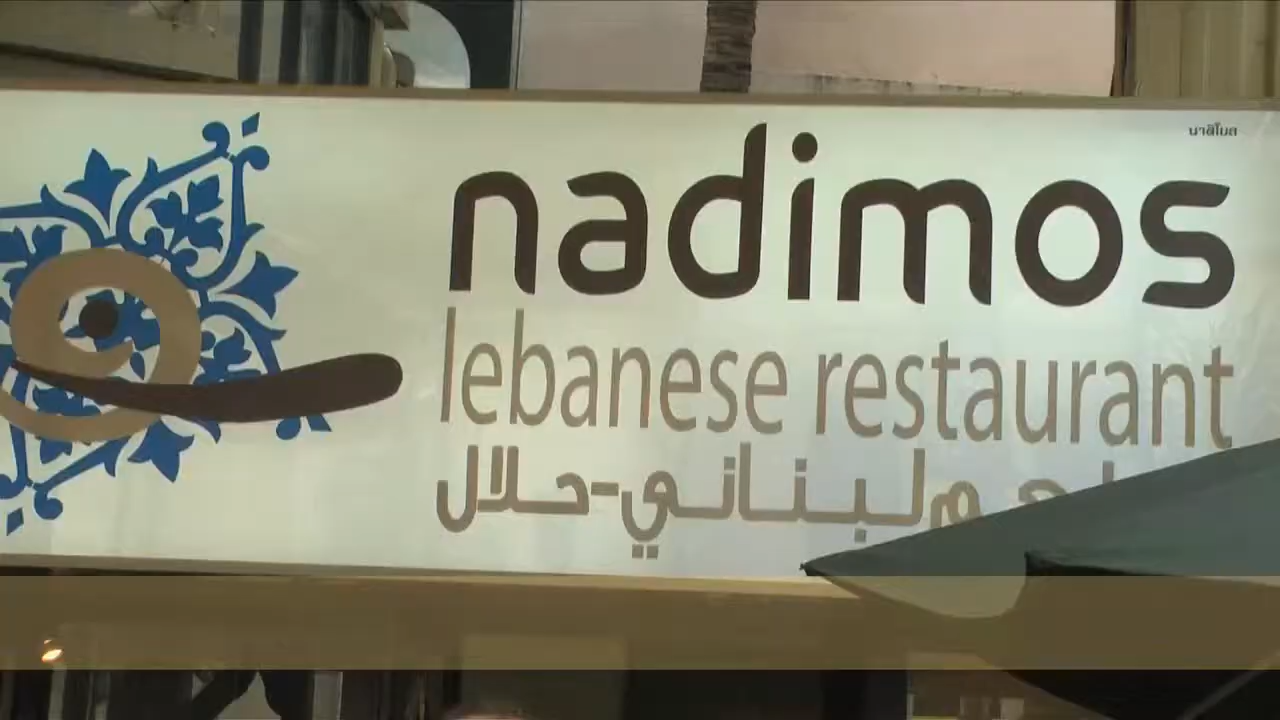 นาดิโมส
nadimos
lebanese restaurant
لبناني-حلال